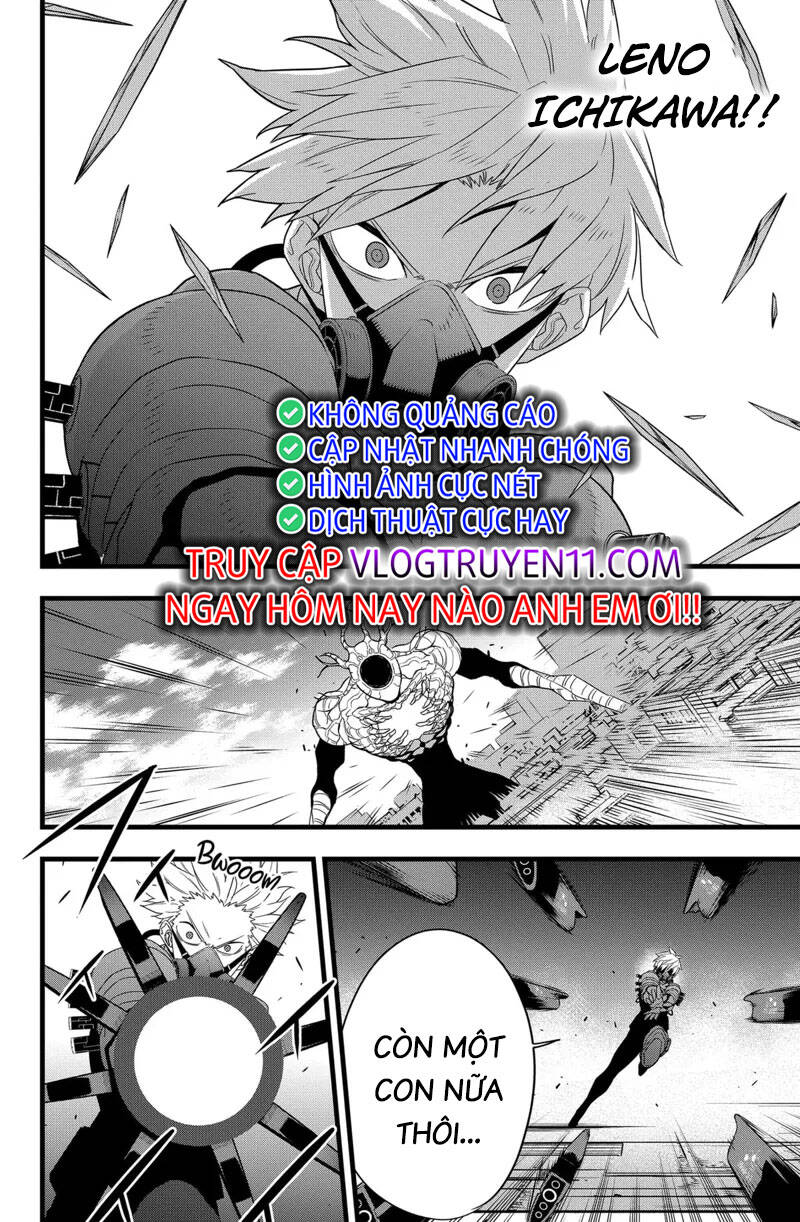 LENO
ICHIKAWA!!
KHÔNG QUẢNG CÁO
CẬP NHẬT NHANH CHÓNG
HÌNH ẢNH CỰC NÉT
DỊCH THUẬT CỰC HAY
TRUY CẬP VLOGTRUYEN11.COM
NGAY HÔM NAY NÀO ANH EM ƠI!!
BWOOOM
CÒN MỘT
CON NỮA
THÔI...